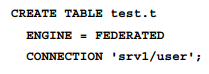 CREATE TABLE test.t
ENGINE = FEDERATED
CONNECTION 'srv1/user';